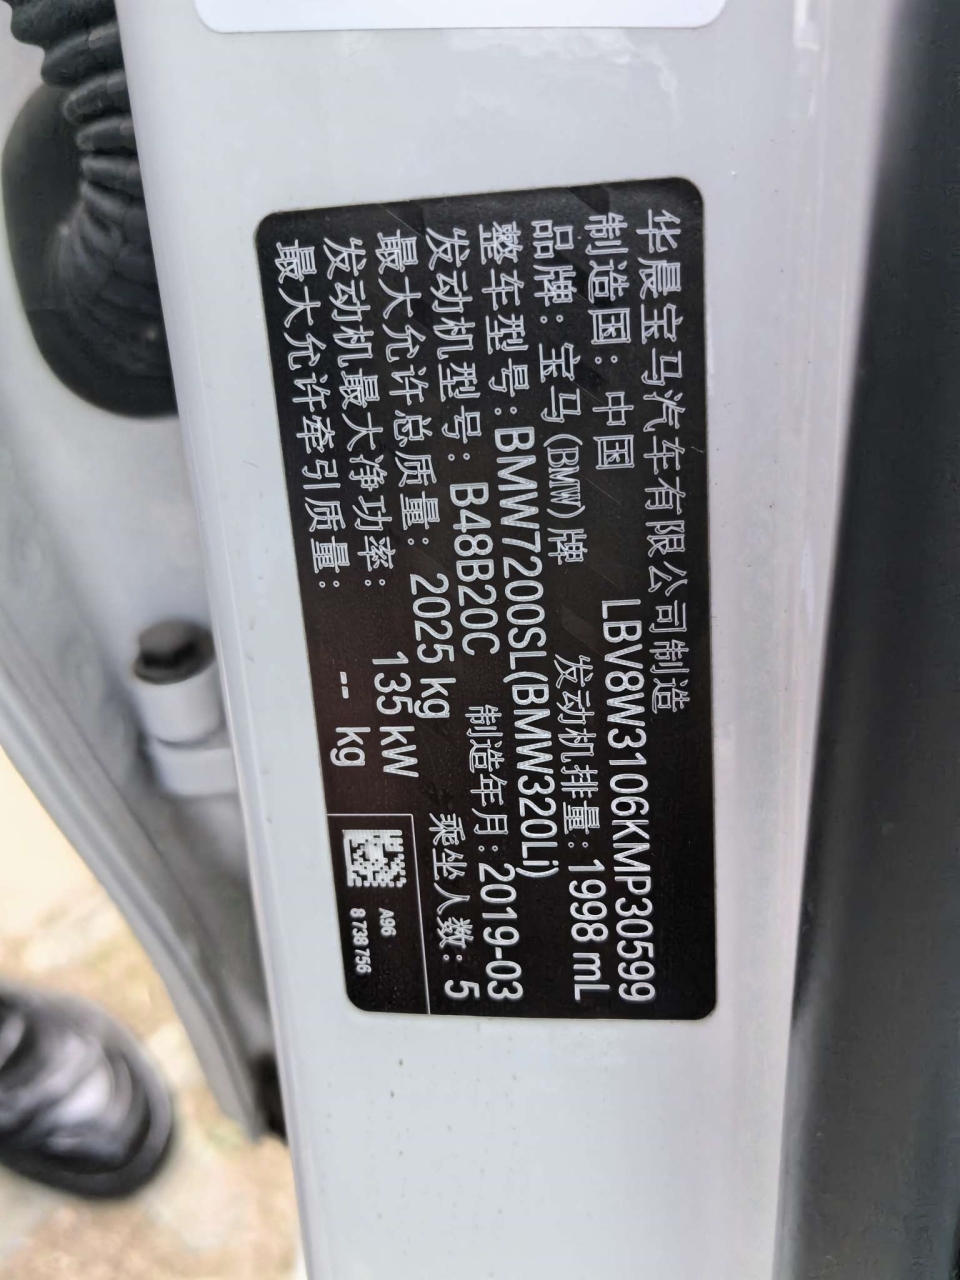 华晨宝马汽车有限公司制造
制造国：中国 LBV8W3106KMP30599
品牌：宝马(BMW)牌 发动机排量：1998 mL
整车型号：BMW7200SL(BMW320Li)
发动机型号：B48B20C 制造年月：2019-03
最大允许总质量：2025 kg 乘坐人数：5
发动机最大净功率：135 kW
最大允许牵引质量：-- kg
A96
8 738 756